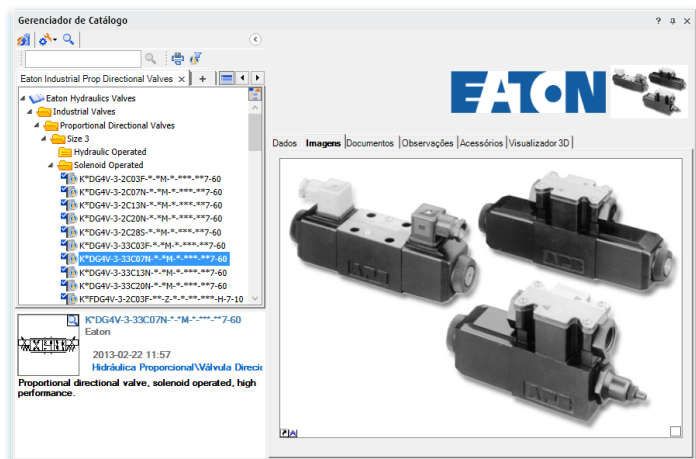 Gerenciador de Catálogo
Eaton Industrial Prop Directional Valves
Eaton Hydraulics Valves
Industrial Valves
Proportional Directional Valves
Size 3
Hydraulic Operated
Solenoid Operated
K*DG4V-3-2C03F-*-*M-*-***-**7-60
K*DG4V-3-2C07N-*-*M-*-***-**7-60
K*DG4V-3-2C13N-*-*M-*-***-**7-60
K*DG4V-3-2C20N-*-*M-*-***-**7-60
K*DG4V-3-2C28S-*-*M-*-***-**7-60
K*DG4V-3-33C03F-*-*M-*-***-**7-60
K*DG4V-3-33C07N-*-*M-*-***-**7-60
K*DG4V-3-33C13N-*-*M-*-***-**7-60
K*DG4V-3-33C20N-*-*M-*-***-**7-60
K*FDG4V-3-2C03F-**-Z-*-*-**-***-H-7-10
K*DG4V-3-33C07N-*-*M-*-***-**7-60
Eaton
2013-02-22 11:57
Hidráulica Proporcional\Válvula Direcio
Proportional directional valve, solenoid operated, high
performance.
EATON
Dados Imagens Documentos Observações Acessórios Visualizador 3D